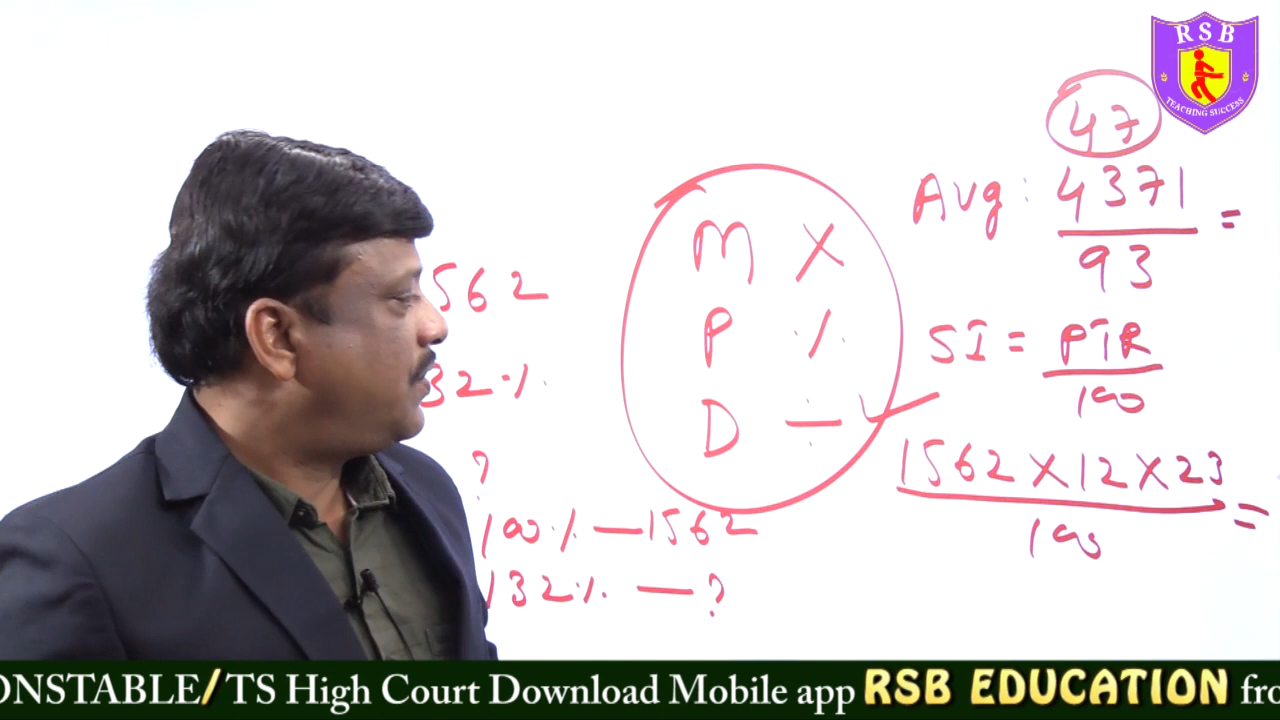 RSB
TEACHING SUCCESS
47
Avg: 4371 =
93
SI = PTR
100
1562 X 12 X 23 =
100
M X
P %
D ÷
562
32%
?
100% — 1562
132% — ?
ONSTABLE/TS High Court Download Mobile app RSB EDUCATION fro